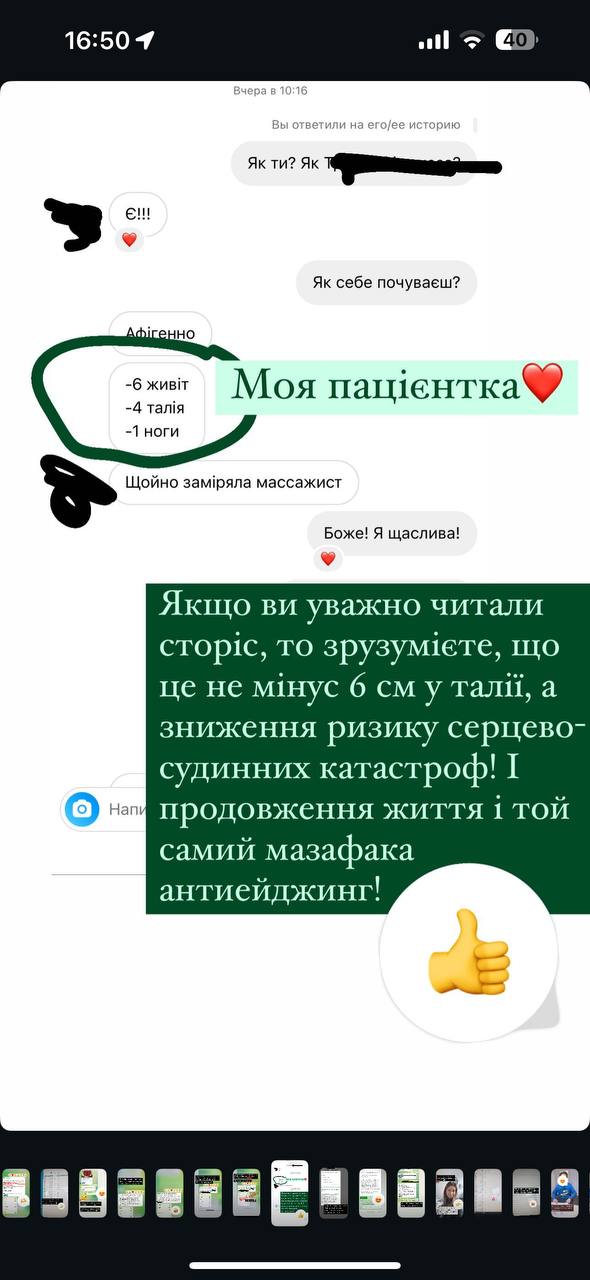 16:50
40
Вчера в 10:16
Вы ответили на его/ее историю
Як ти? Як
Є!!!
Як себе почуваєш?
Афігенно
-6 живіт
-4 талія
-1 ноги
Моя пацієнтка❤️
Щойно заміряла массажист
Боже! Я щаслива!
Якщо ви уважно читали
сторіс, то зрузумієте, що
це не мінус 6 см у талії, а
зниження ризику серцево-
судинних катастроф! І
продовження життя і той
самий мазафака
антиейджинг!